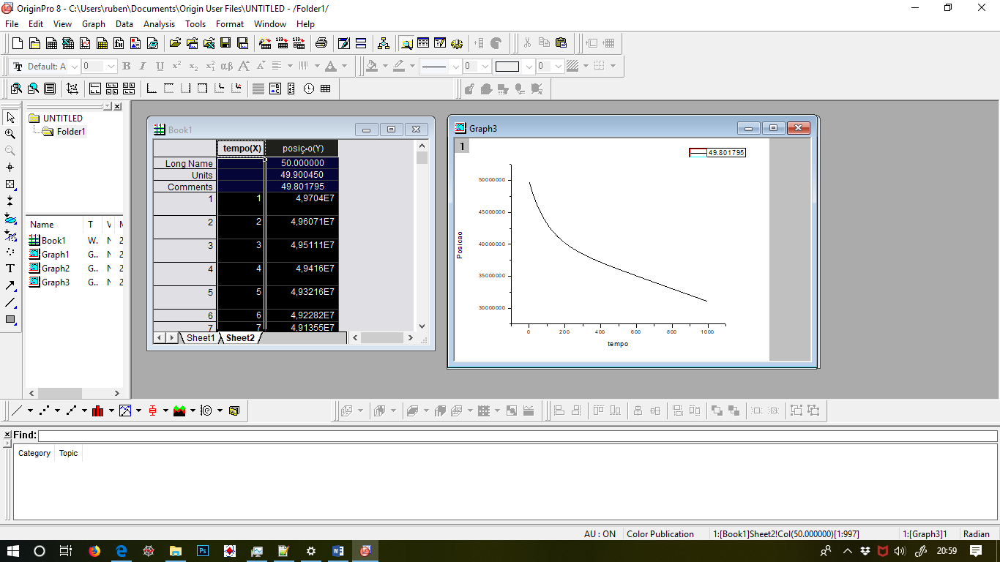 OriginPro 8 - C:\Users\ruben\Documents\Origin User Files\UNTITLED - /Folder1/
File Edit View Graph Data Analysis Tools Format Window Help
Default: A 0 B I U x² x₂ x₁² αβ A A A 0 0
UNTITLED
Folder1
Name T
Book1 W.. N 2
Graph1 G.. N 2
Graph2 G.. N 2
Graph3 G.. N 2
Book1
tempo(X) posiç-o(Y)
Long Name 50.000000
Units 49.900450
Comments 49.801795
1 1 4,9704E7
2 2 4,96071E7
3 3 4,95111E7
4 4 4,9416E7
5 5 4,93216E7
6 6 4,92282E7
7 7 4,91355E7
Sheet1 Sheet2
Graph3
1
49.801795
50000000
45000000
40000000
35000000
30000000
Posicao
0 200 400 600 800 1000
tempo
Find:
Category Topic
AU : ON Color Publication 1:[Book1]Sheet2!Col(50.000000)[1:997] 1:[Graph3]1 Radian
20:59